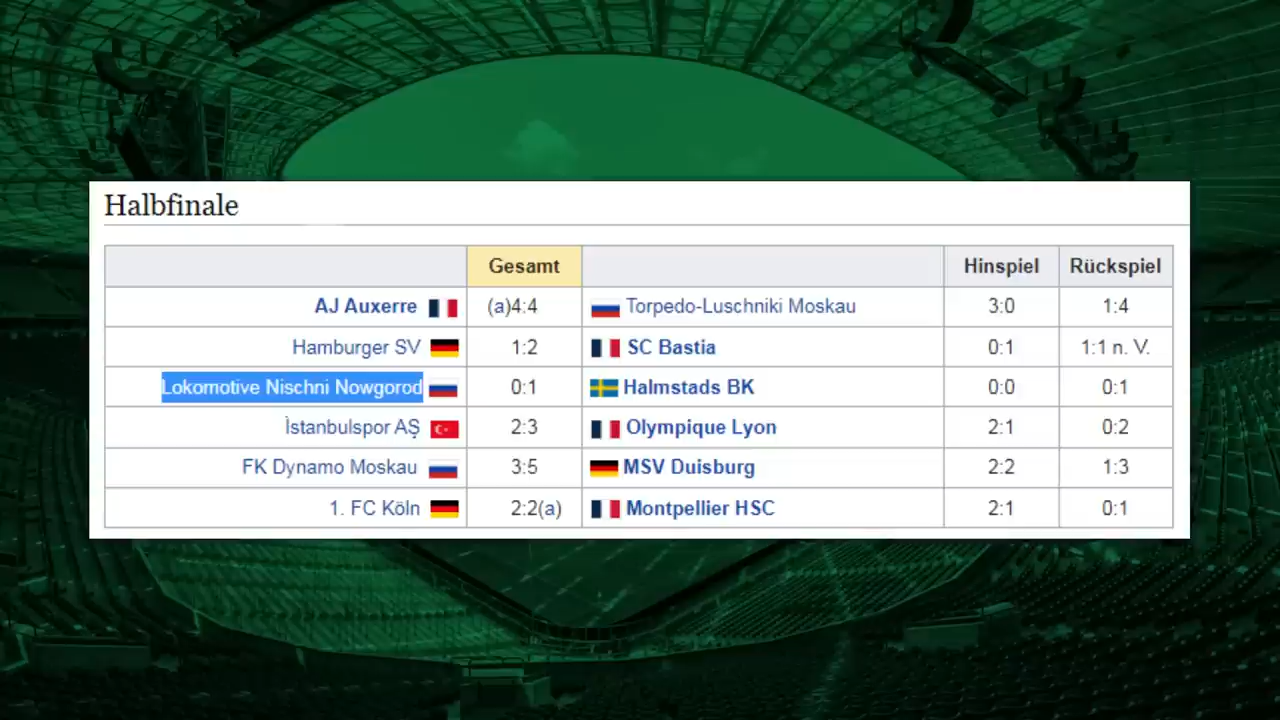 Halbfinale
Gesamt Hinspiel Rückspiel
AJ Auxerre (a)4:4 Torpedo-Luschniki Moskau 3:0 1:4
Hamburger SV 1:2 SC Bastia 0:1 1:1 n. V.
Lokomotive Nischni Nowgorod 0:1 Halmstads BK 0:0 0:1
İstanbulspor AŞ 2:3 Olympique Lyon 2:1 0:2
FK Dynamo Moskau 3:5 MSV Duisburg 2:2 1:3
1. FC Köln 2:2(a) Montpellier HSC 2:1 0:1